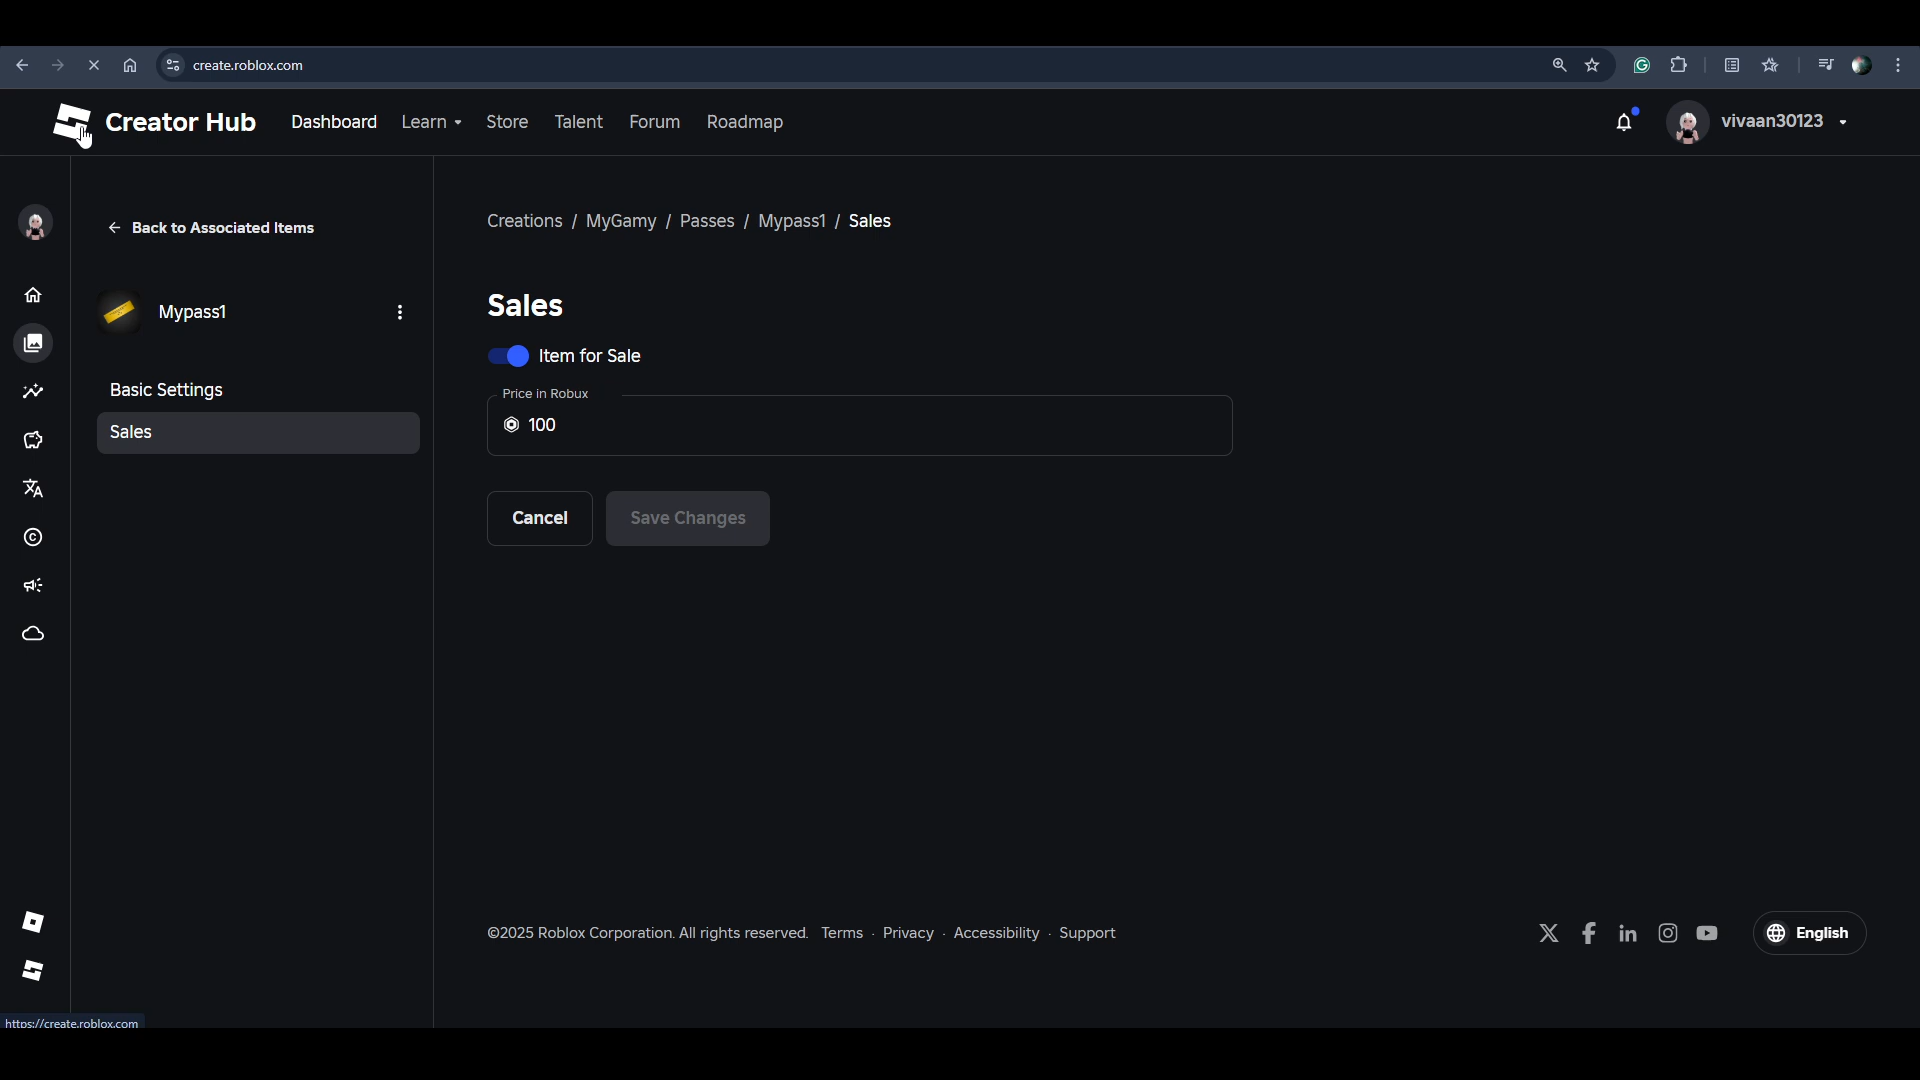 create.roblox.com
Creator Hub Dashboard Learn Store Talent Forum Roadmap vivaan30123
Back to Associated Items
Creations / MyGamy / Passes / Mypass1 / Sales
Mypass1
Sales
Item for Sale
Price in Robux
100
Basic Settings
Sales
Cancel Save Changes
©2025 Roblox Corporation. All rights reserved. Terms · Privacy · Accessibility · Support
English
https://create.roblox.com